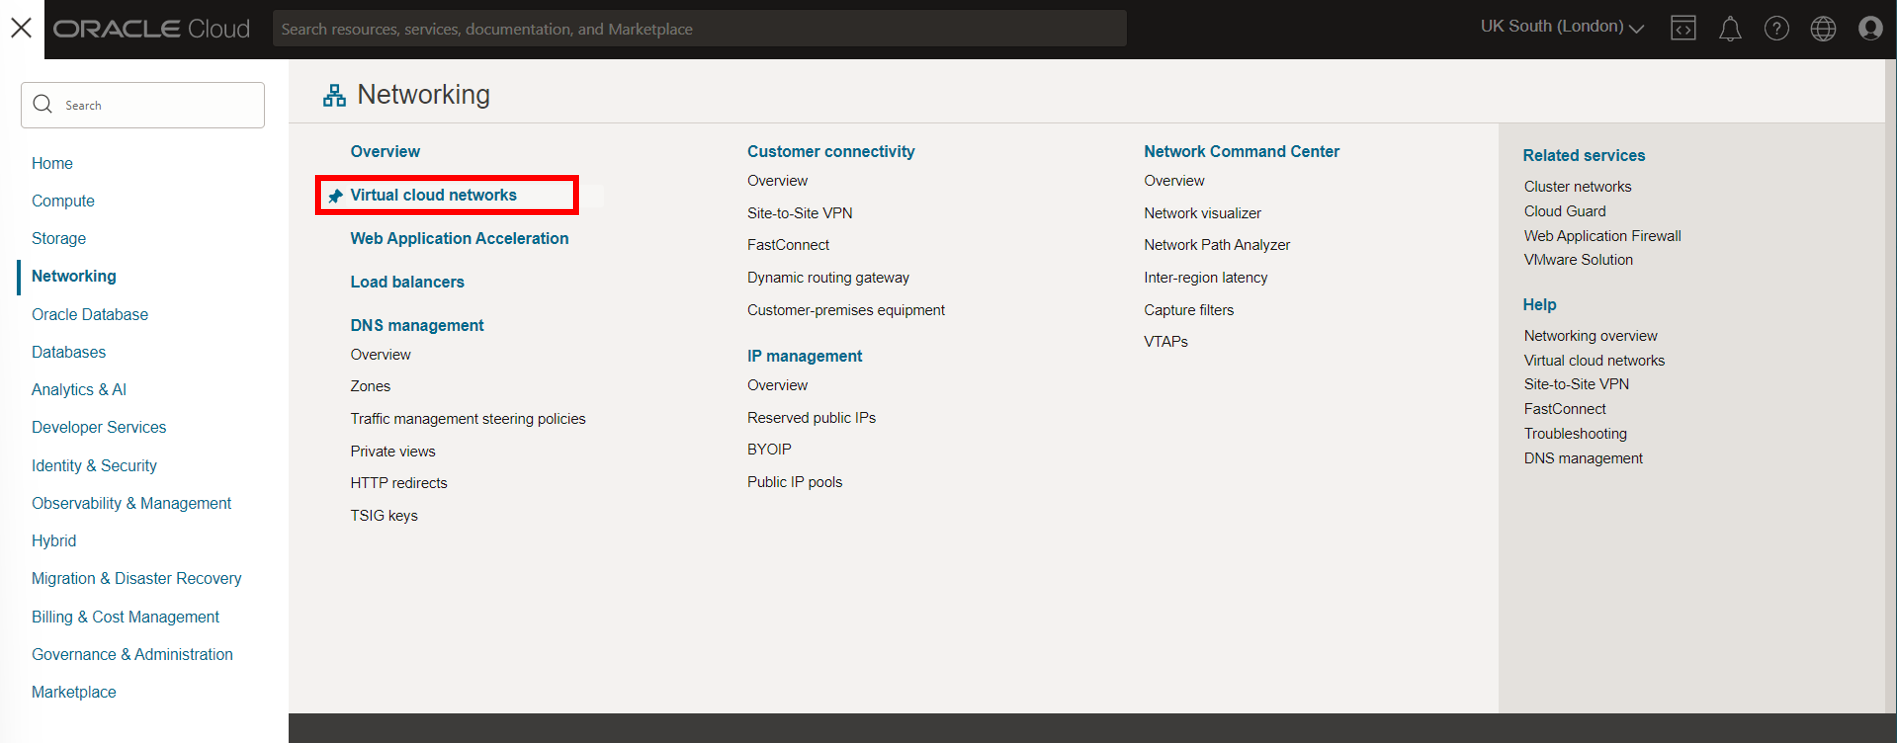 ORACLE Cloud
Search resources, services, documentation, and Marketplace
UK South (London)
Search
Home
Compute
Storage
Networking
Oracle Database
Databases
Analytics & AI
Developer Services
Identity & Security
Observability & Management
Hybrid
Migration & Disaster Recovery
Billing & Cost Management
Governance & Administration
Marketplace
Networking
Overview
Virtual cloud networks
Web Application Acceleration
Load balancers
DNS management
Overview
Zones
Traffic management steering policies
Private views
HTTP redirects
TSIG keys
Customer connectivity
Overview
Site-to-Site VPN
FastConnect
Dynamic routing gateway
Customer-premises equipment
IP management
Overview
Reserved public IPs
BYOIP
Public IP pools
Network Command Center
Overview
Network visualizer
Network Path Analyzer
Inter-region latency
Capture filters
VTAPs
Related services
Cluster networks
Cloud Guard
Web Application Firewall
VMware Solution
Help
Networking overview
Virtual cloud networks
Site-to-Site VPN
FastConnect
Troubleshooting
DNS management